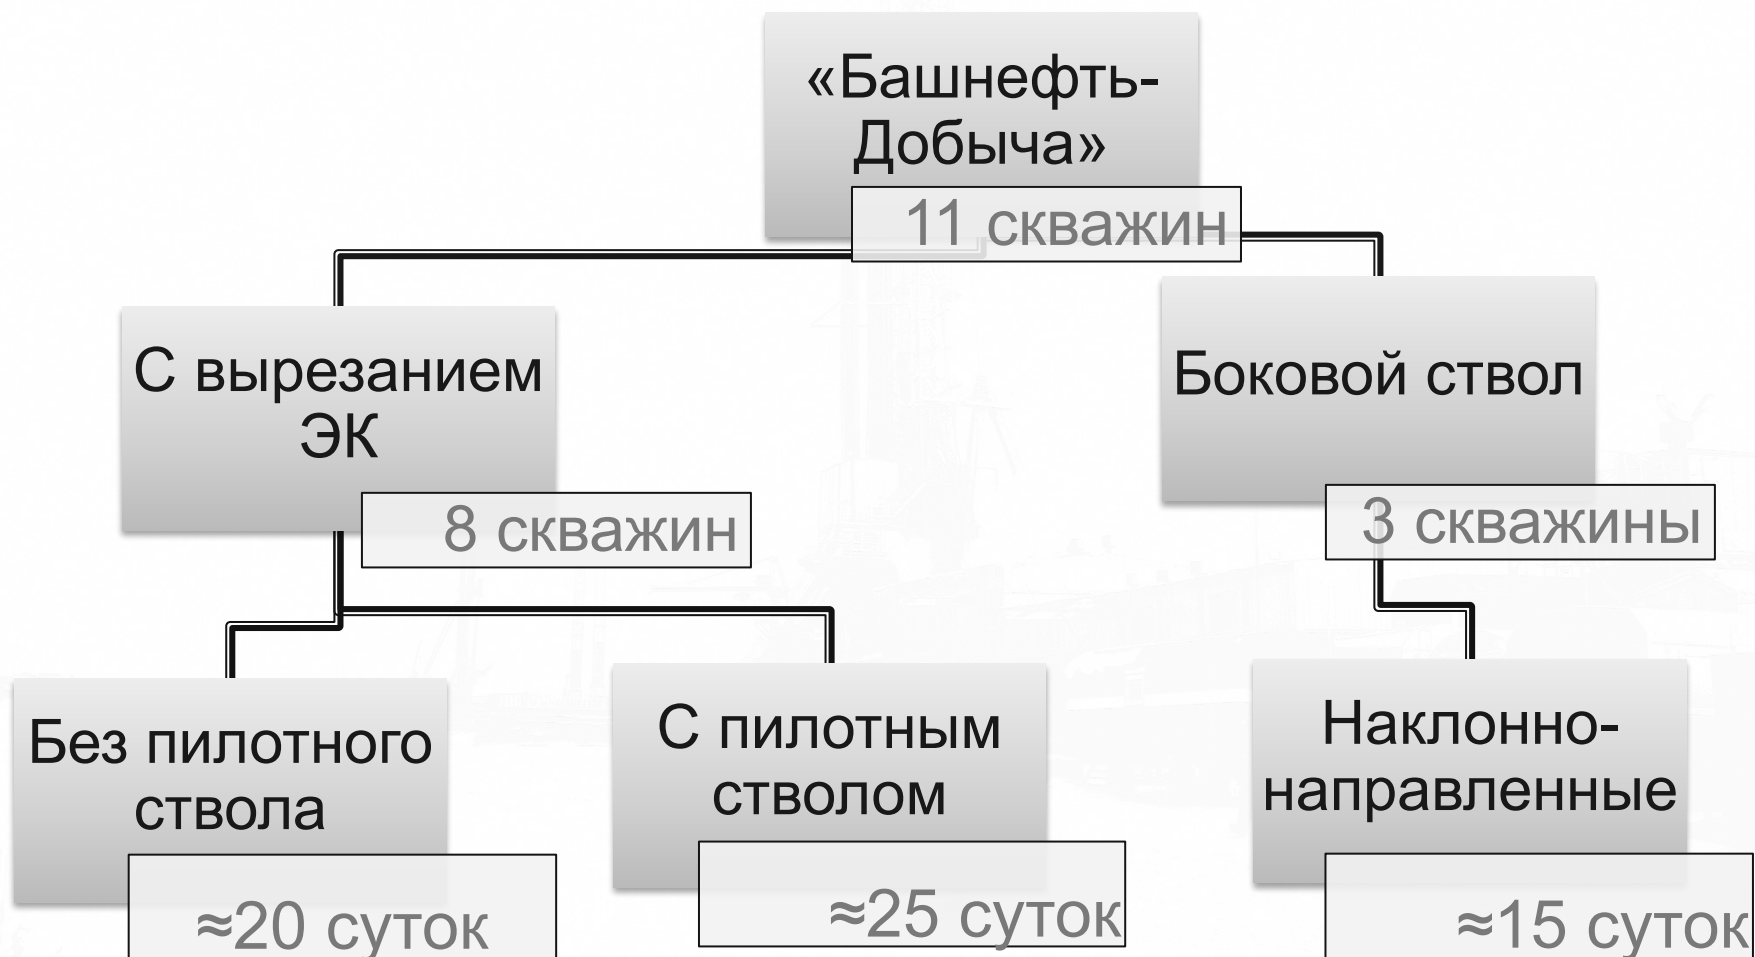 «Башнефть-
Добыча»
11 скважин
С вырезанием
ЭК
8 скважин
Боковой ствол
3 скважины
Без пилотного
ствола
≈20 суток
С пилотным
стволом
≈25 суток
Наклонно-
направленные
≈15 суток